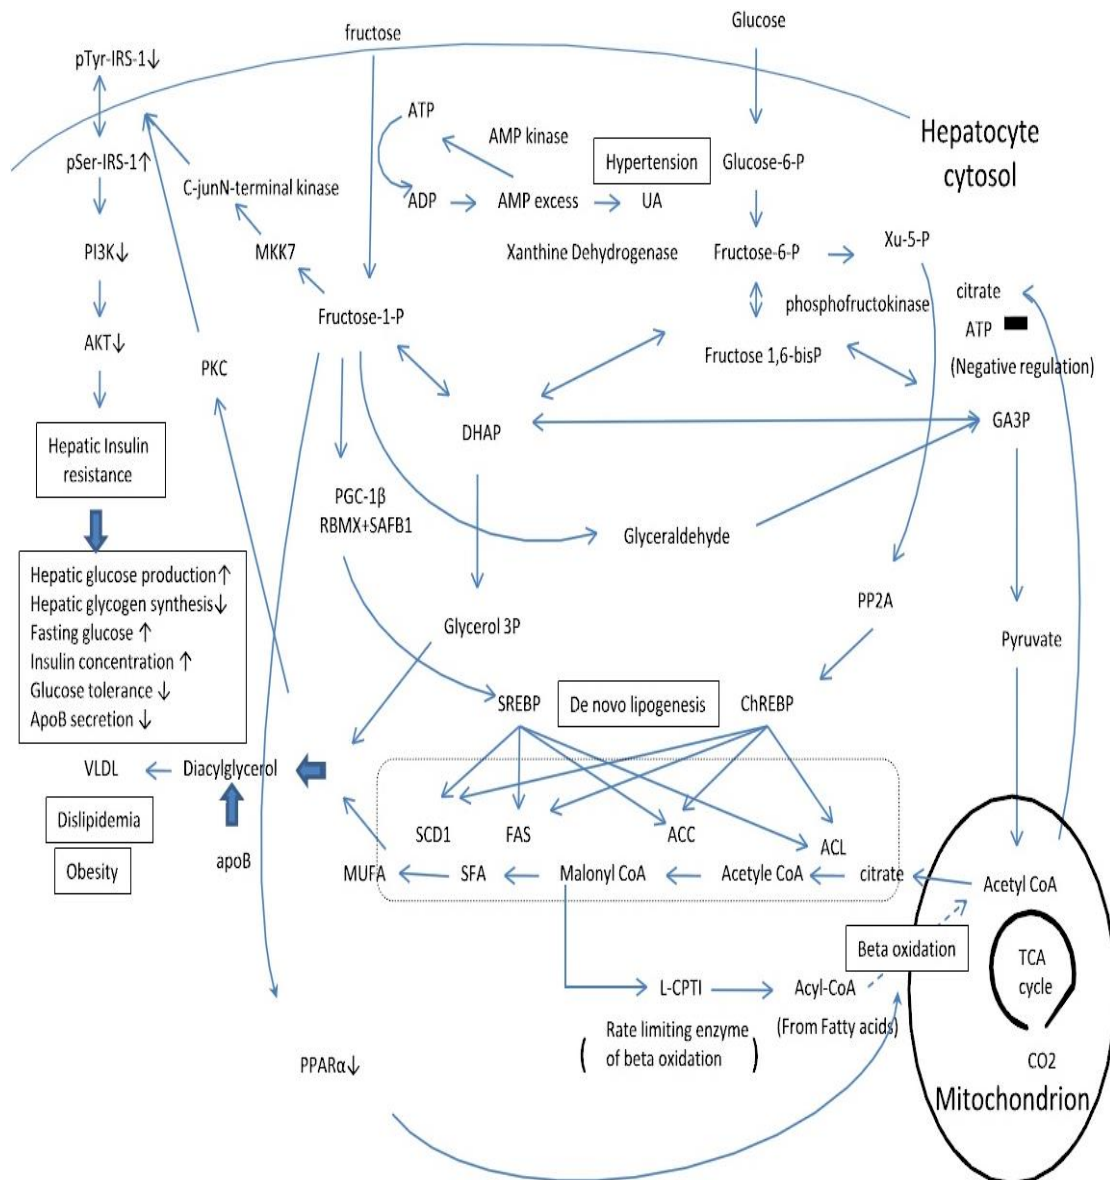 fructose
Glucose
pTyr-IRS-1↓
ATP
AMP kinase
Hepatocyte
cytosol
pSer-IRS-1↑
Hypertension
Glucose-6-P
C-junN-terminal kinase
ADP
AMP excess
UA
PI3K↓
MKK7
Xanthine Dehydrogenase
Fructose-6-P
Xu-5-P
Fructose-1-P
phosphofructokinase
citrate
ATP
AKT↓
PKC
Fructose 1,6-bisP
(Negative regulation)
DHAP
GA3P
Hepatic Insulin
resistance
PGC-1β
RBMX+SAFB1
Glyceraldehyde
Hepatic glucose production↑
Hepatic glycogen synthesis↓
Fasting glucose ↑
Insulin concentration ↑
Glucose tolerance ↓
ApoB secretion ↓
PP2A
Glycerol 3P
Pyruvate
SREBP
De novo lipogenesis
ChREBP
VLDL
Diacylglycerol
Dislipidemia
Obesity
apoB
SCD1
FAS
ACC
ACL
MUFA
SFA
Malonyl CoA
Acetyle CoA
citrate
Acetyl CoA
Beta oxidation
TCA
cycle
L-CPTI
Acyl-CoA
(Rate limiting enzyme
of beta oxidation)
(From Fatty acids)
CO2
PPARα↓
Mitochondrion